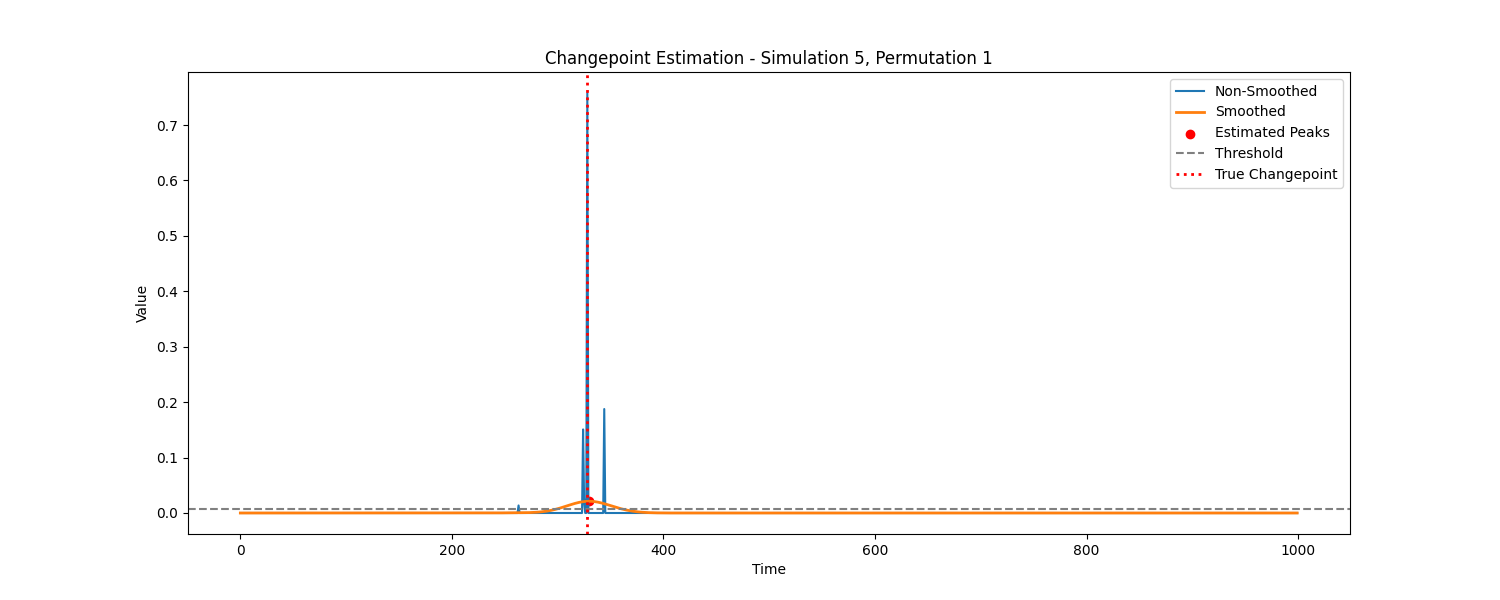 Changepoint Estimation - Simulation 5, Permutation 1
Non-Smoothed
Smoothed
Estimated Peaks
Threshold
True Changepoint
0.7
0.6
0.5
0.4
0.3
0.2
0.1
0.0
Value
0 200 400 600 800 1000
Time